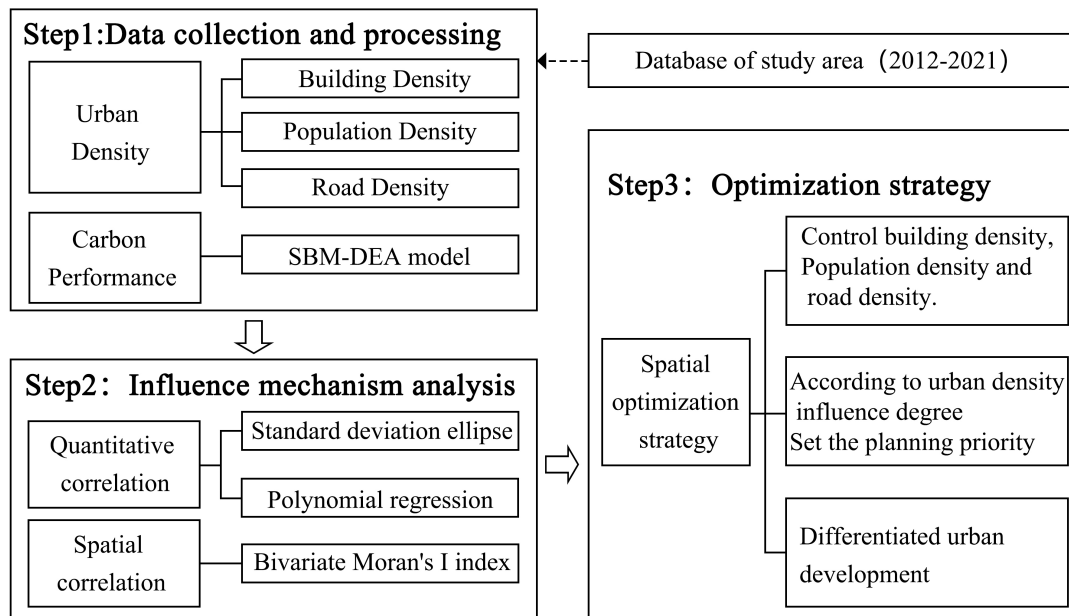 Step1:Data collection and processing
Urban
Density
Building Density
Population Density
Road Density
Carbon
Performance
SBM-DEA model
Database of study area（2012-2021）
Step2：Influence mechanism analysis
Quantitative
correlation
Standard deviation ellipse
Polynomial regression
Spatial
correlation
Bivariate Moran's I index
Step3：Optimization strategy
Spatial
optimization
strategy
Control building density,
Population density and
road density.
According to urban density
influence degree
Set the planning priority
Differentiated urban
development